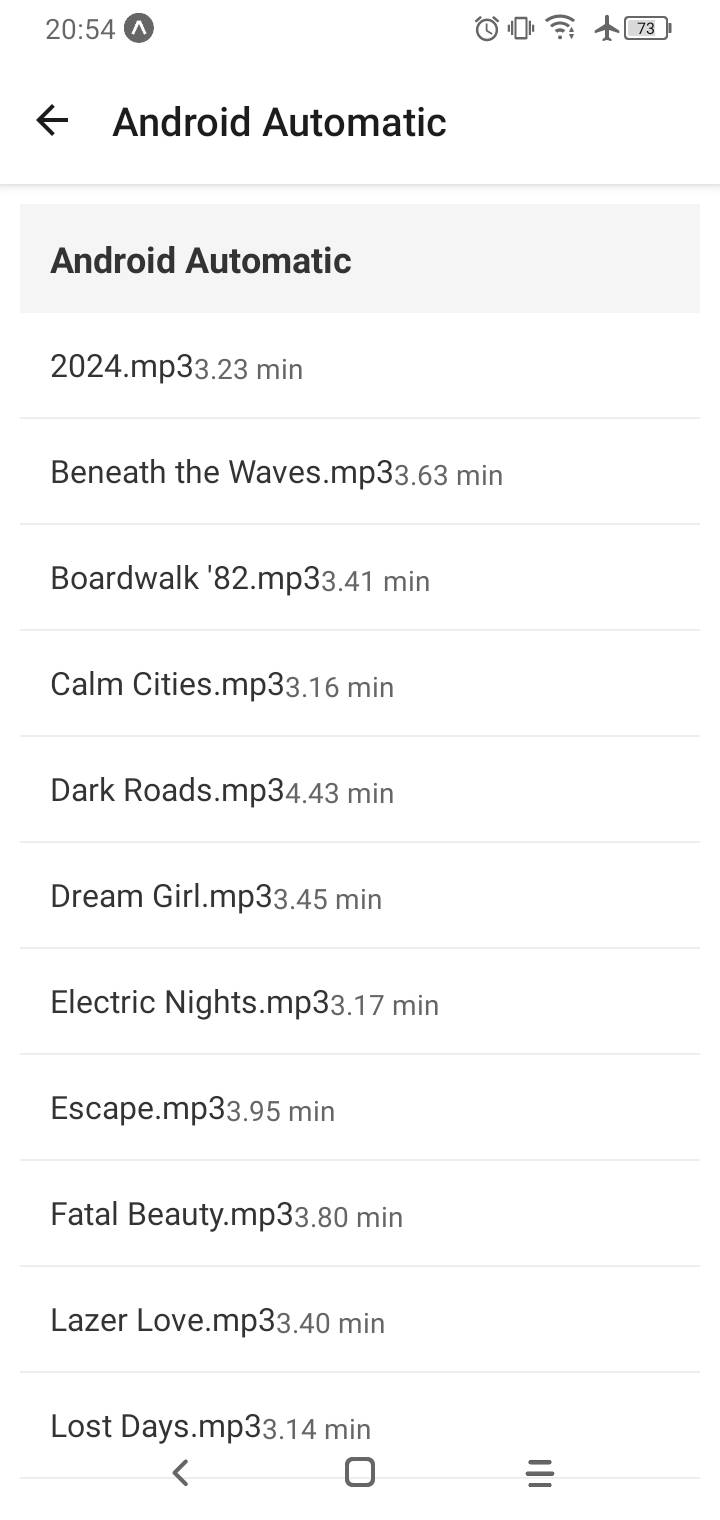 20:54
73
Android Automatic
Android Automatic
2024.mp33.23 min
Beneath the Waves.mp33.63 min
Boardwalk '82.mp33.41 min
Calm Cities.mp33.16 min
Dark Roads.mp34.43 min
Dream Girl.mp33.45 min
Electric Nights.mp33.17 min
Escape.mp33.95 min
Fatal Beauty.mp33.80 min
Lazer Love.mp33.40 min
Lost Days.mp33.14 min